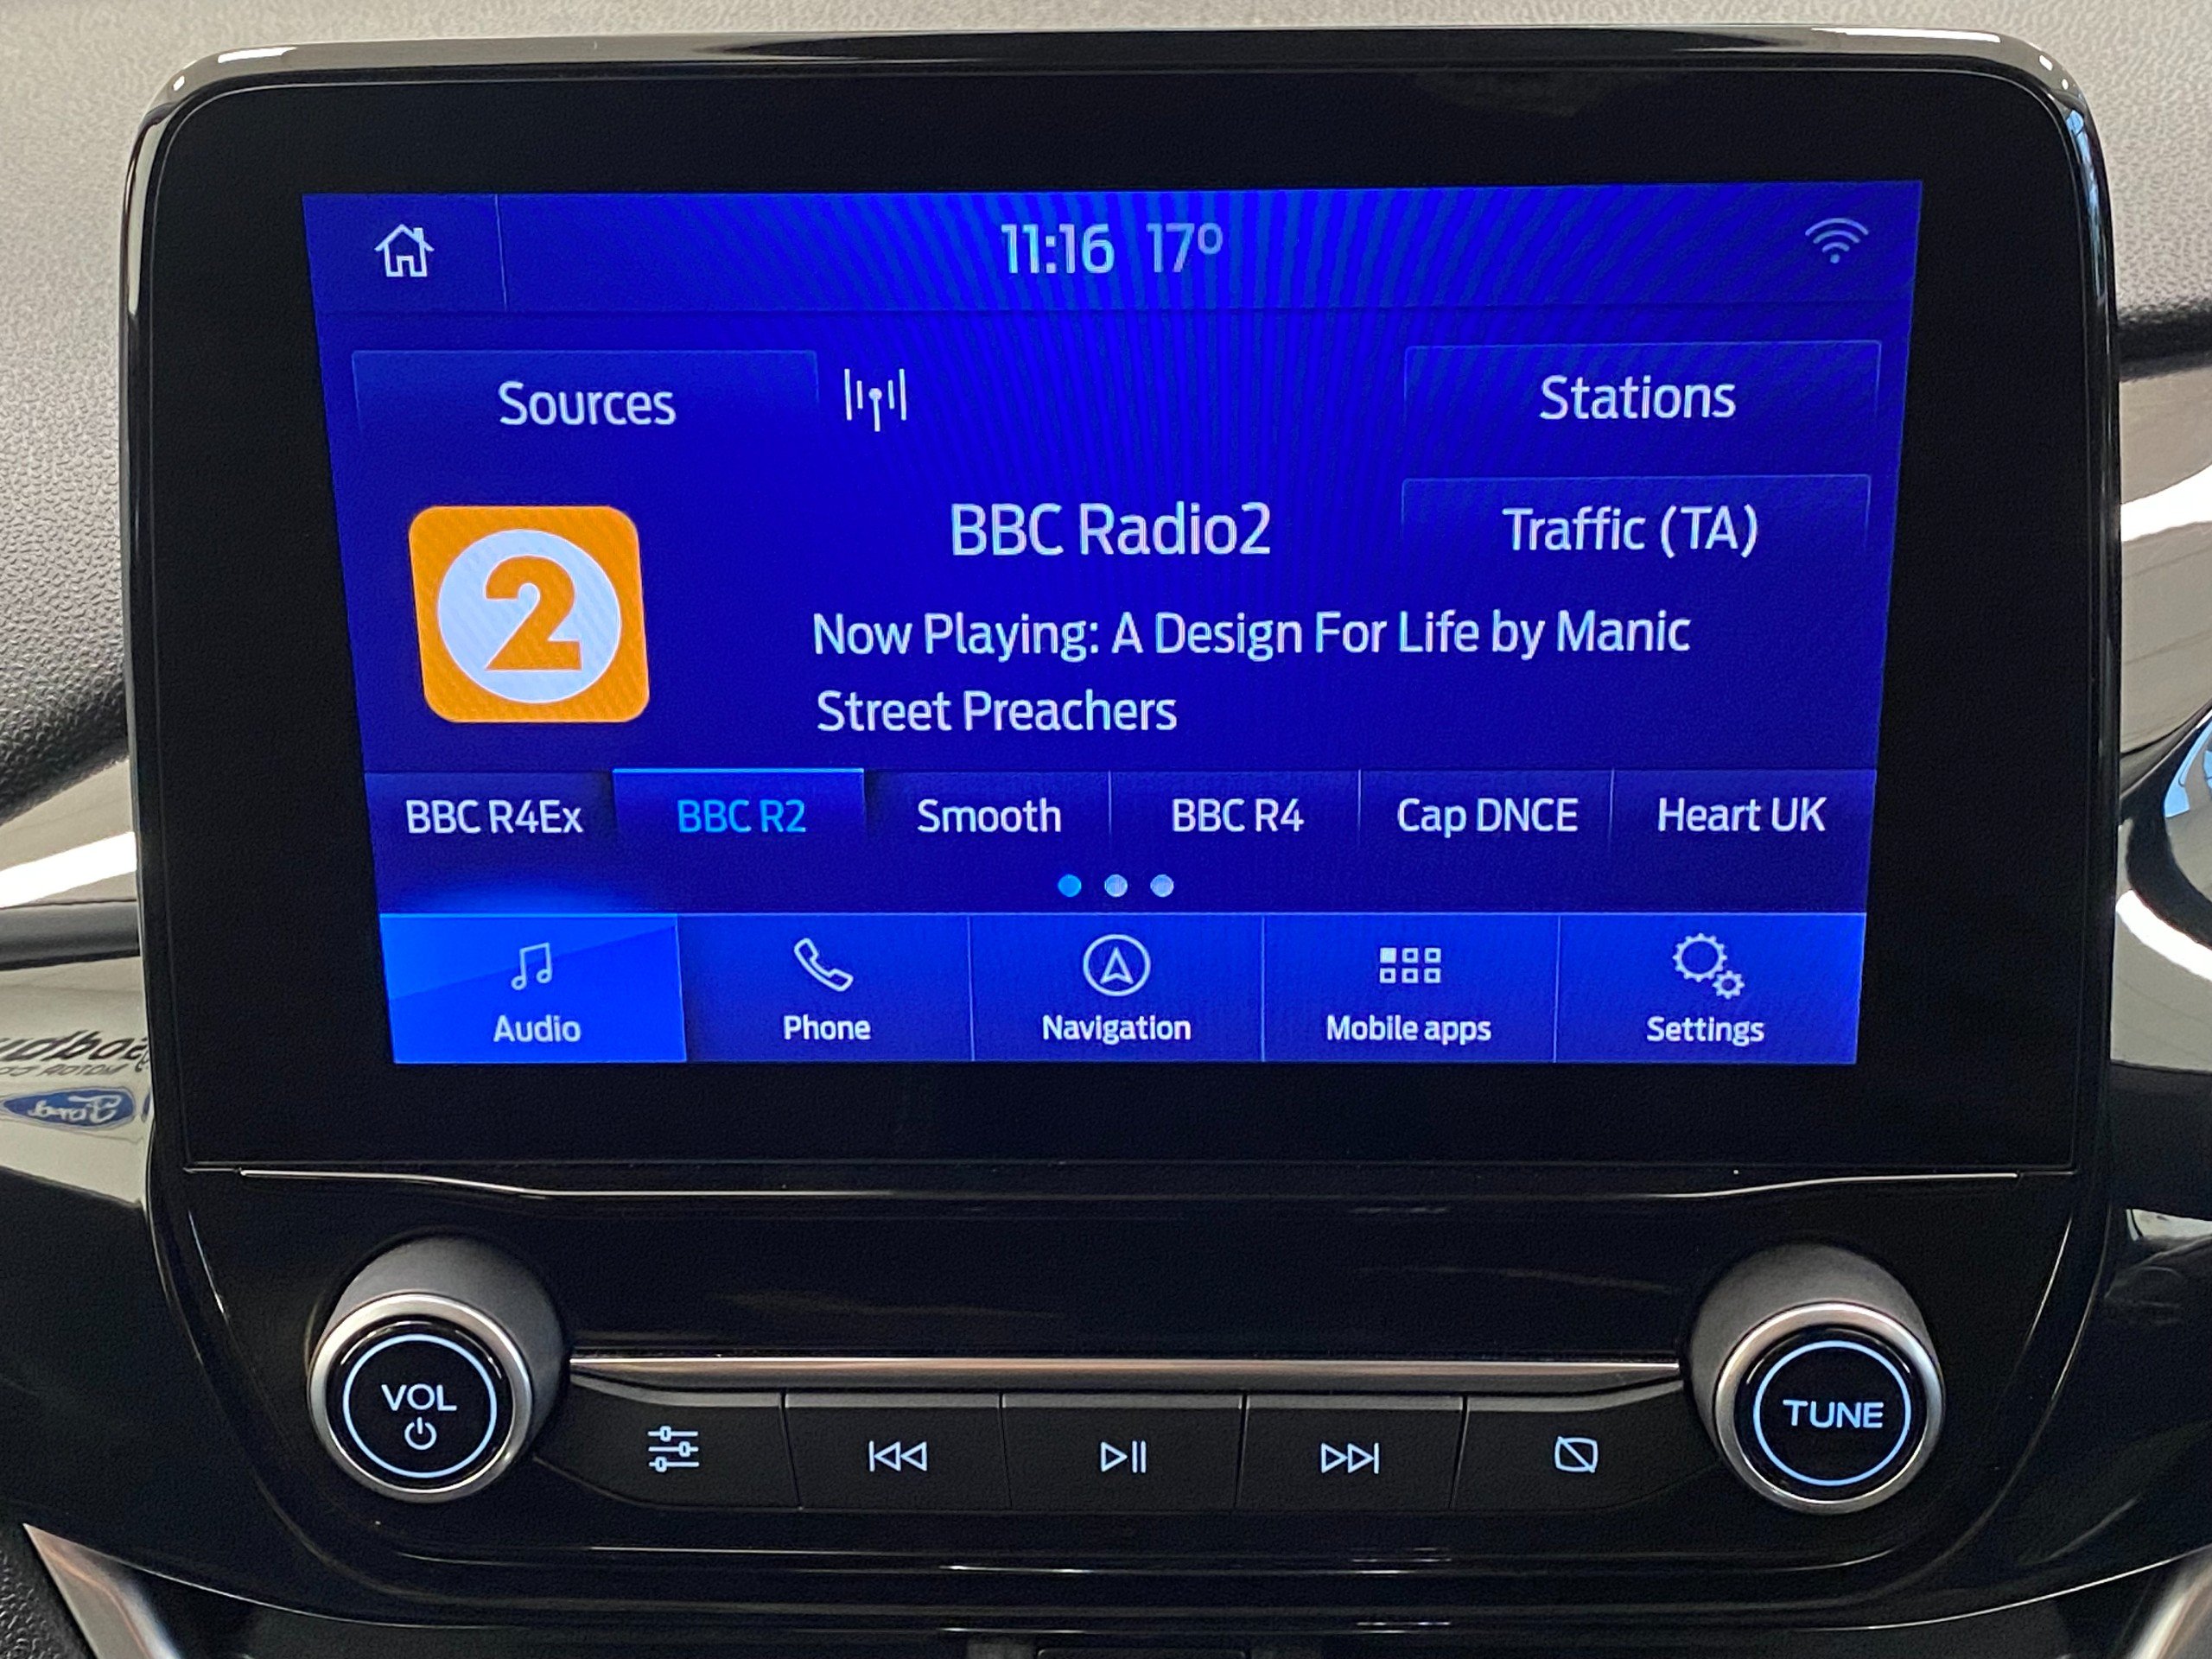 11:16 17°
Sources
Stations
BBC Radio2
Traffic (TA)
2
Now Playing: A Design For Life by Manic
Street Preachers
BBC R4Ex BBC R2 Smooth BBC R4 Cap DNCE Heart UK
Audio Phone Navigation Mobile apps Settings
Ford
VOL
TUNE